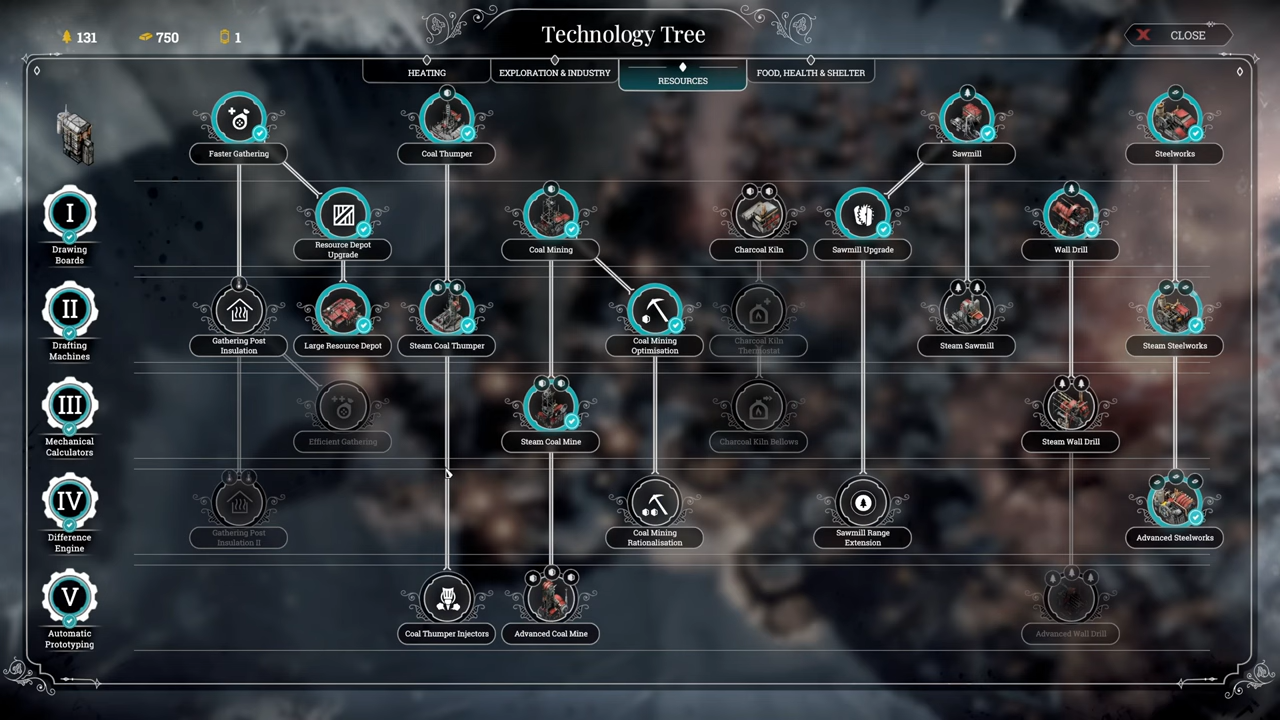 131
750
1
Technology Tree
CLOSE
HEATING
EXPLORATION & INDUSTRY
RESOURCES
FOOD, HEALTH & SHELTER
Faster Gathering
Coal Thumper
Sawmill
Steelworks
I
Drawing
Boards
Resource Depot
Upgrade
Coal Mining
Charcoal Kiln
Sawmill Upgrade
Wall Drill
II
Drafting
Machines
Gathering Post
Insulation
Large Resource Depot
Steam Coal Thumper
Coal Mining
Optimisation
Charcoal Kiln
Thermostat
Steam Sawmill
Steam Steelworks
III
Mechanical
Calculators
Efficient Gathering
Steam Coal Mine
Charcoal Kiln Bellows
Steam Wall Drill
IV
Difference
Engine
Gathering Post
Insulation II
Coal Mining
Rationalisation
Sawmill Range
Extension
Advanced Steelworks
V
Automatic
Prototyping
Coal Thumper Injectors
Advanced Coal Mine
Advanced Wall Drill